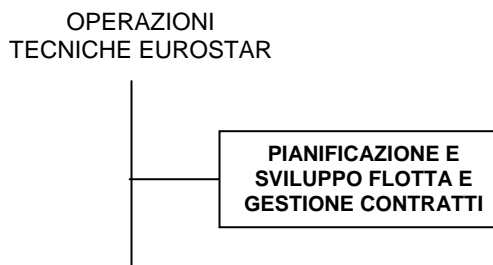 OPERAZIONI
TECNICHE EUROSTAR
PIANIFICAZIONE E
SVILUPPO FLOTTA E
GESTIONE CONTRATTI